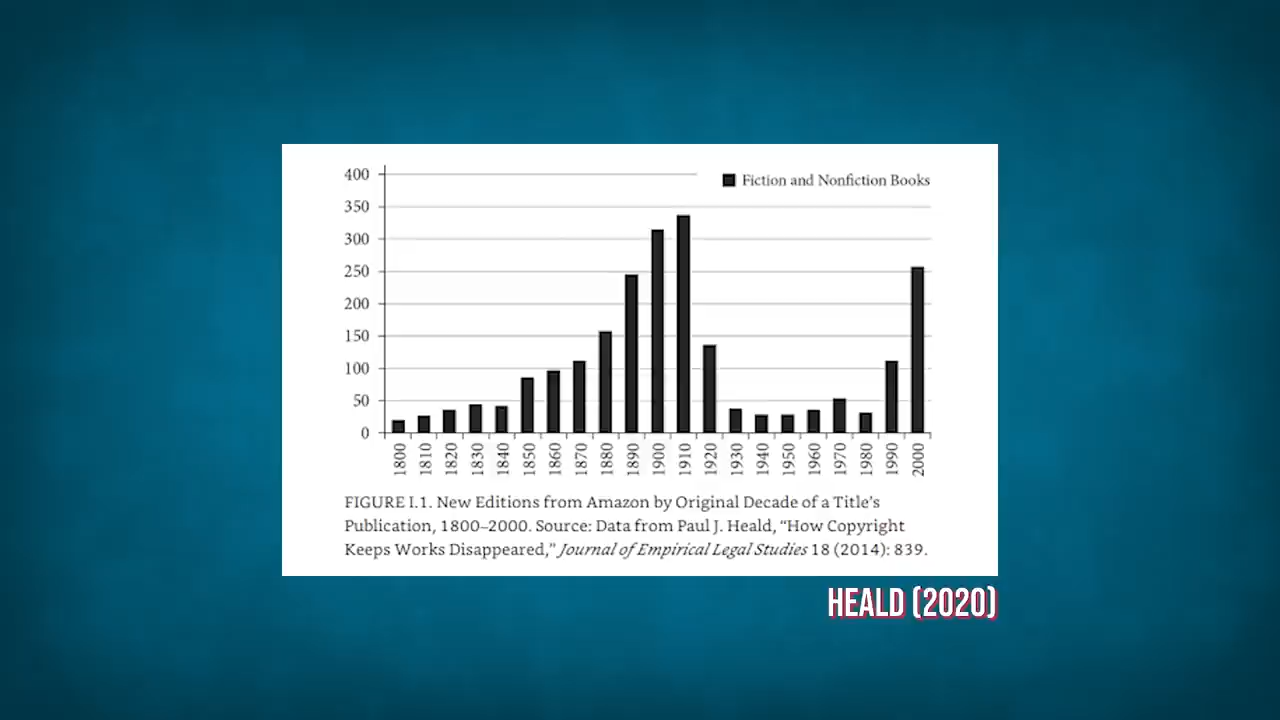 400
Fiction and Nonfiction Books
350
300
250
200
150
100
50
0
1800 1810 1820 1830 1840 1850 1860 1870 1880 1890 1900 1910 1920 1930 1940 1950 1960 1970 1980 1990 2000
FIGURE I.1. New Editions from Amazon by Original Decade of a Title's
Publication, 1800–2000. Source: Data from Paul J. Heald, “How Copyright
Keeps Works Disappeared,” Journal of Empirical Legal Studies 18 (2014): 839.
HEALD (2020)